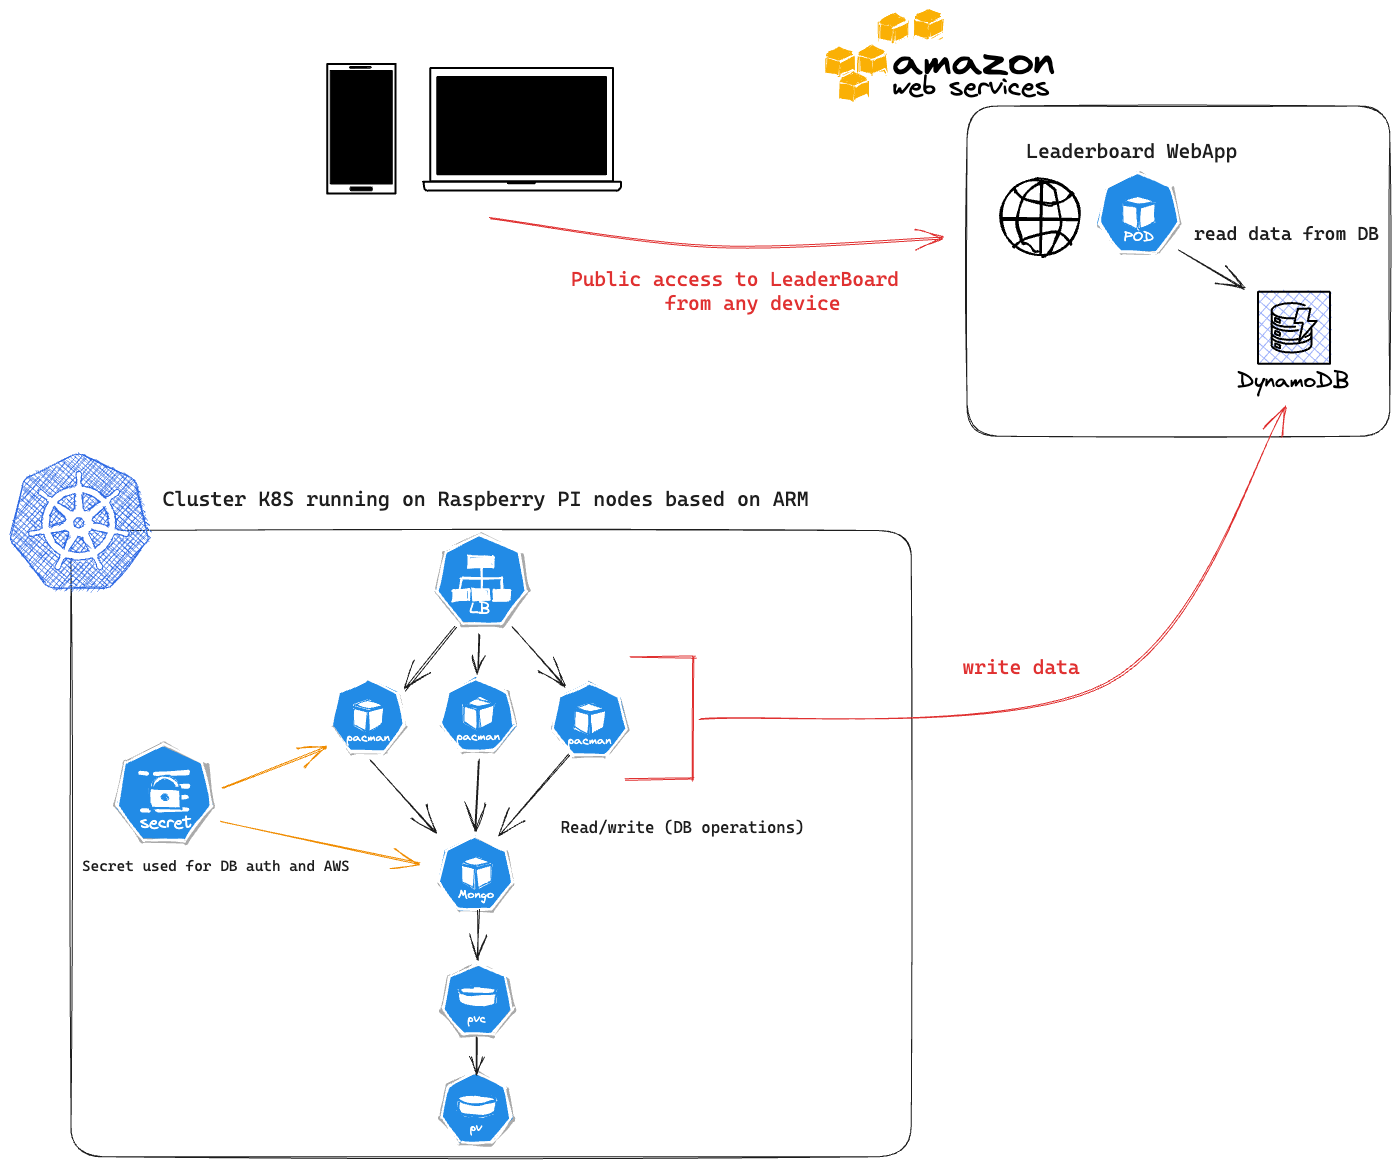 amazon
web services
Leaderboard WebApp
POD
read data from DB
DynamoDB
Public access to LeaderBoard
from any device
Cluster K8S running on Raspberry PI nodes based on ARM
LB
write data
pacman
pacman
pacman
secret
Secret used for DB auth and AWS
Read/write (DB operations)
Mongo
pvc
pv